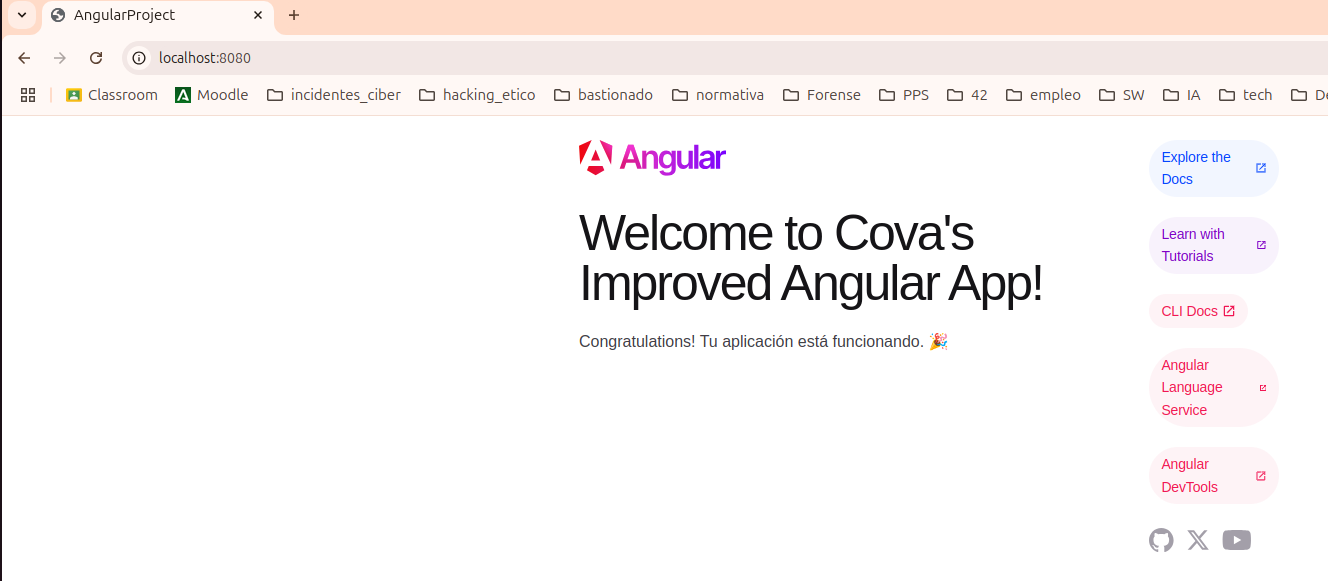 AngularProject
localhost:8080
Classroom Moodle incidentes_ciber hacking_etico bastionado normativa Forense PPS 42 empleo SW IA tech
Angular
Welcome to Cova's
Improved Angular App!
Congratulations! Tu aplicación está funcionando. 🎉
Explore the
Docs
Learn with
Tutorials
CLI Docs
Angular
Language
Service
Angular
DevTools